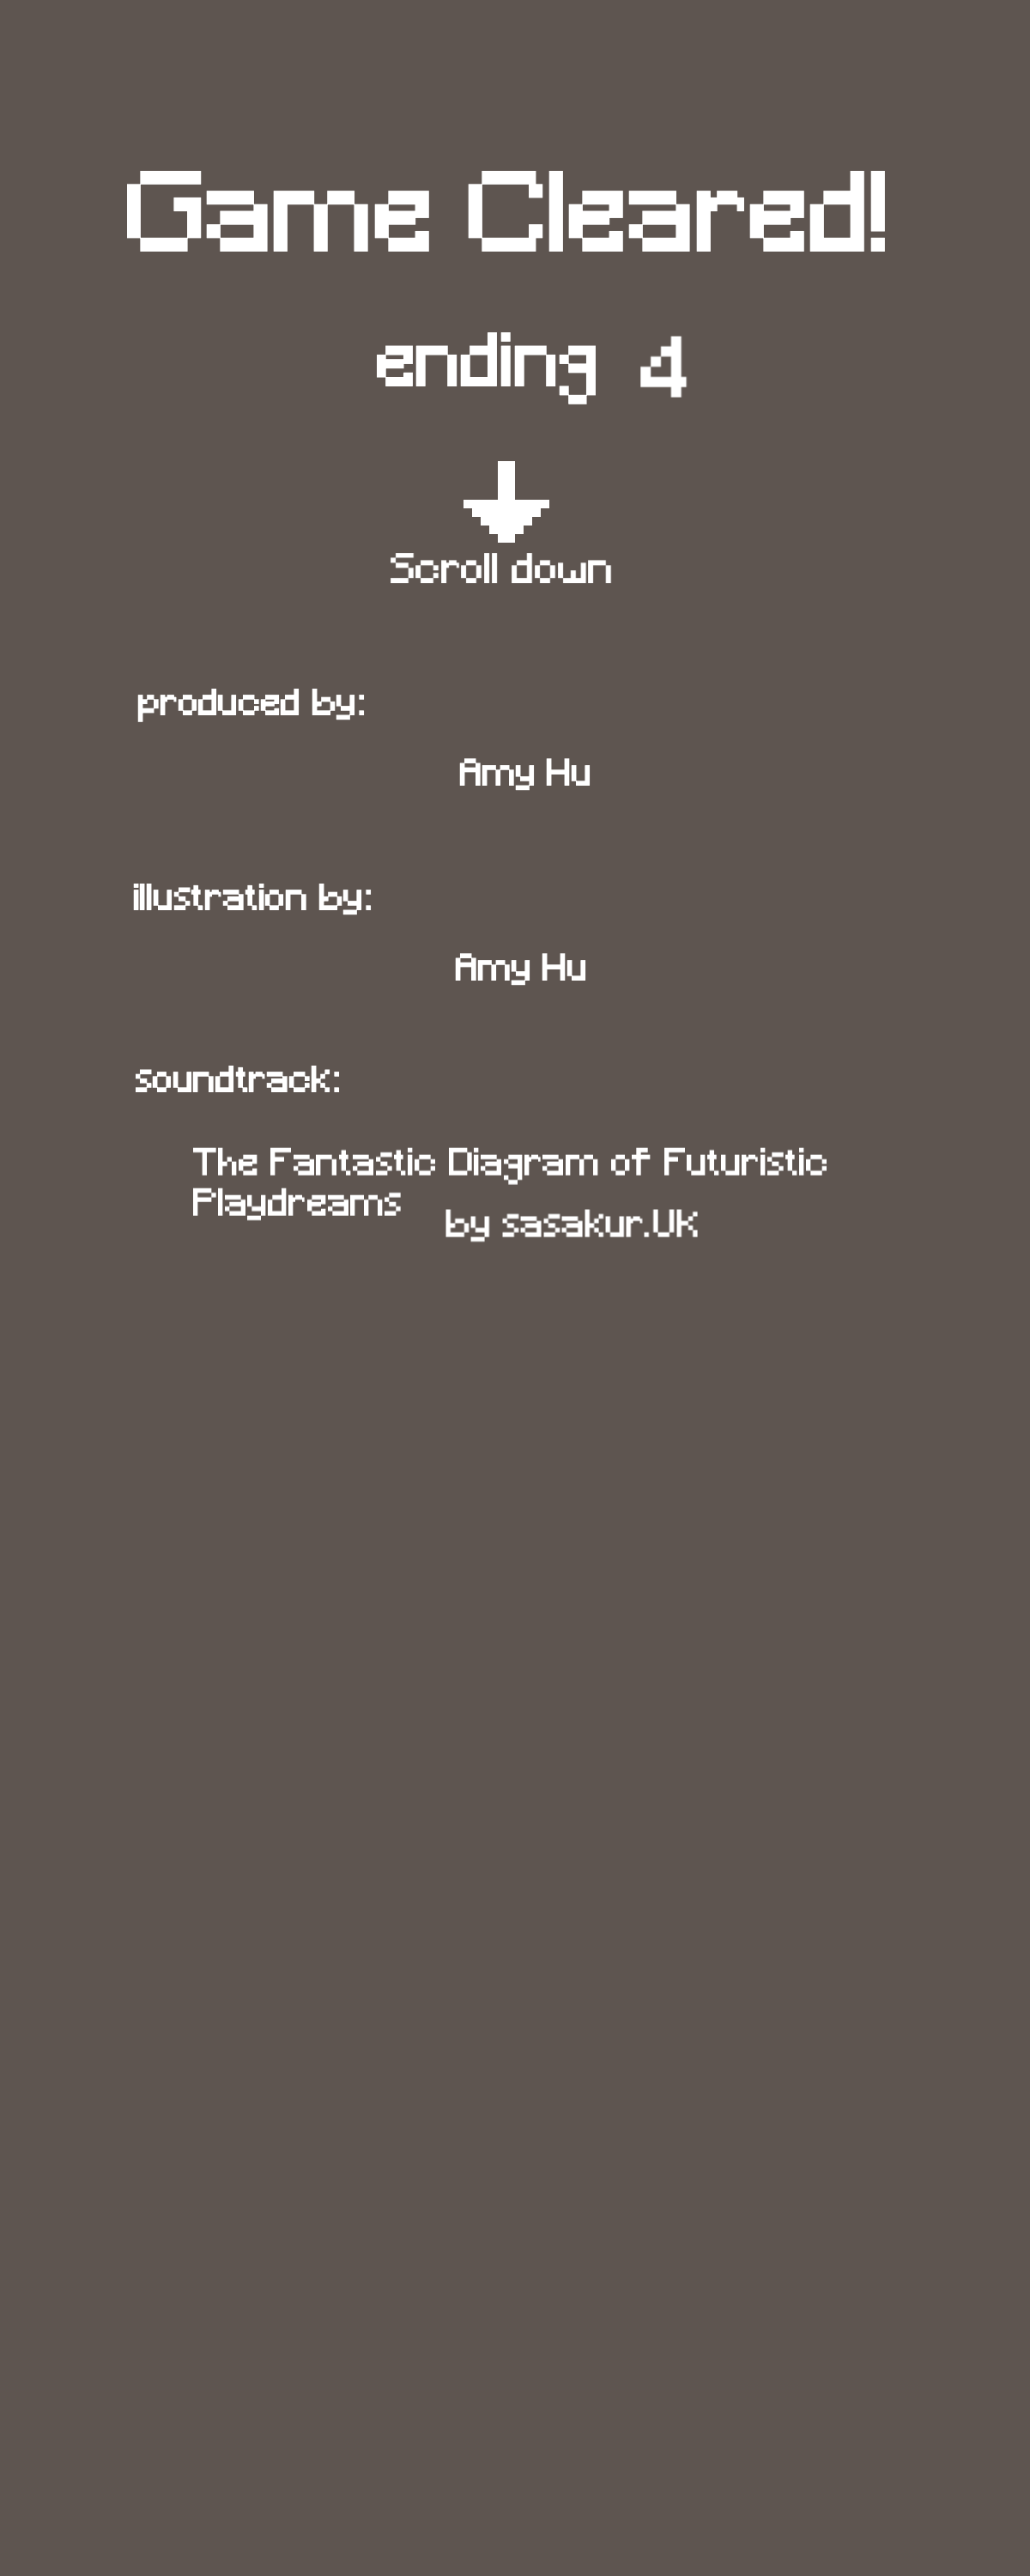 Game Cleared!
ending 4
Scroll down
produced by:
Amy Hu
illustration by:
Amy Hu
soundtrack:
The Fantastic Diagram of Futuristic
Playdreams
by sasakur.UK